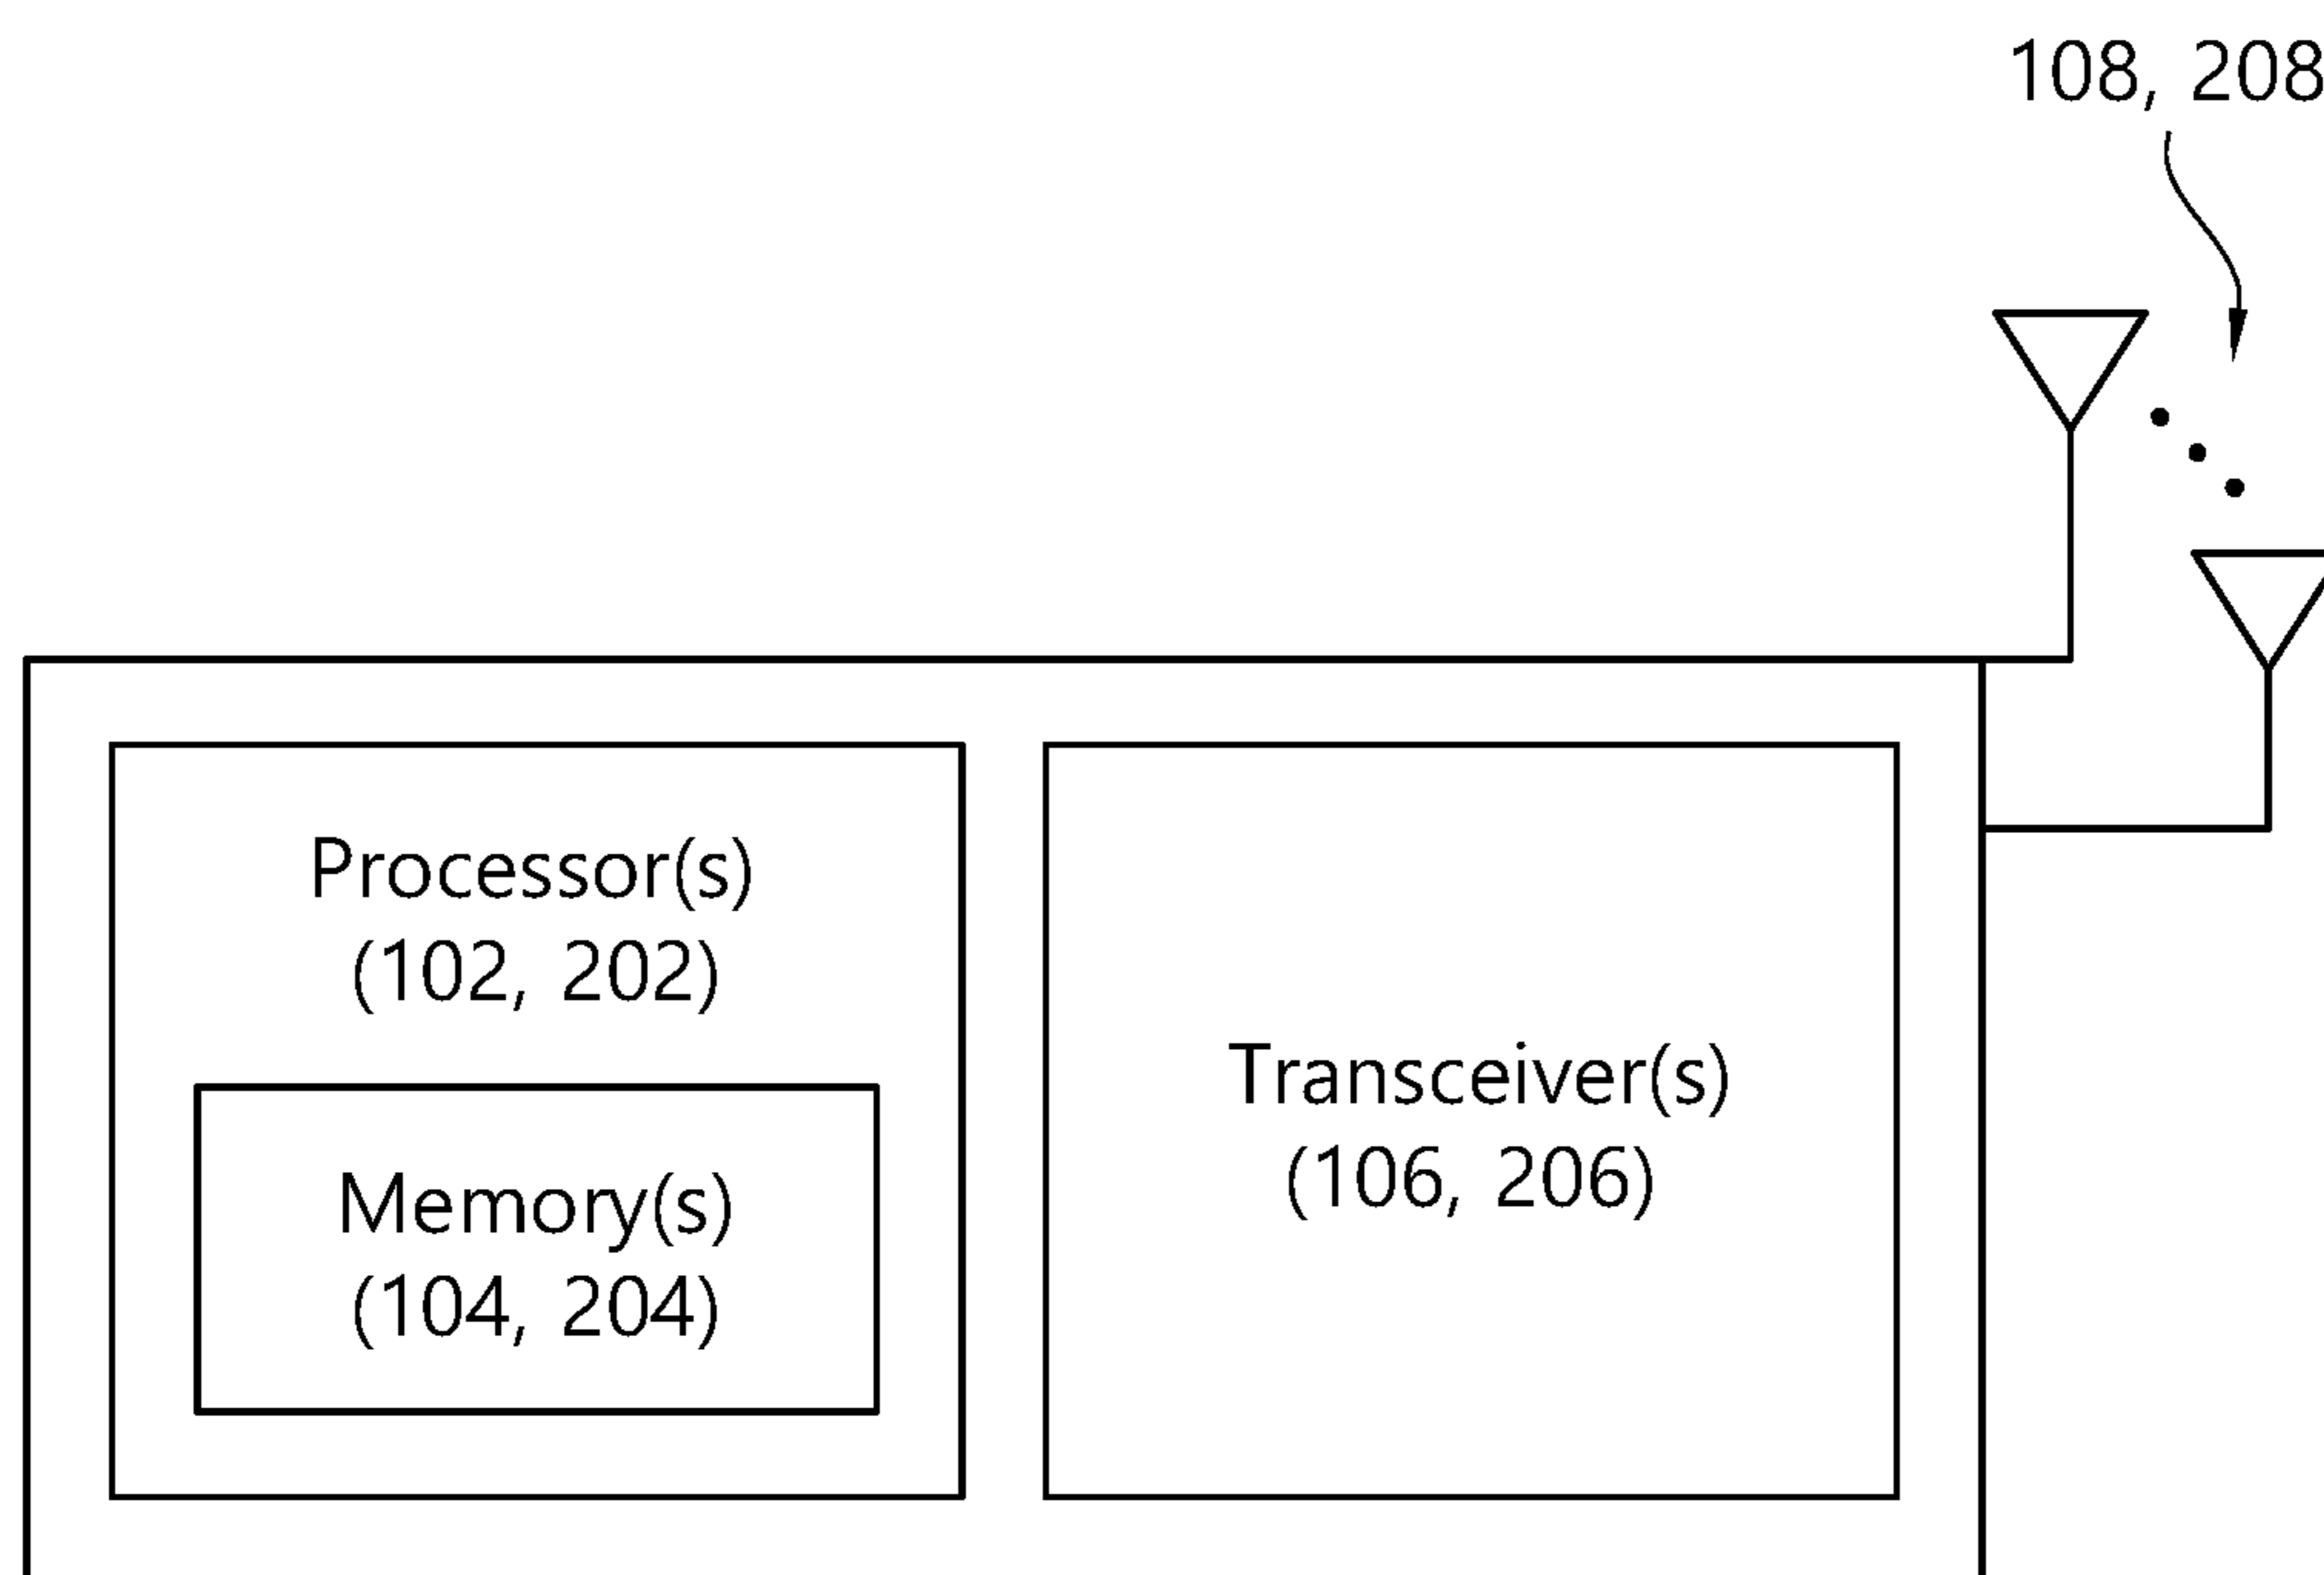 108, 208
Processor(s)
(102, 202)
Memory(s)
(104, 204)
Transceiver(s)
(106, 206)